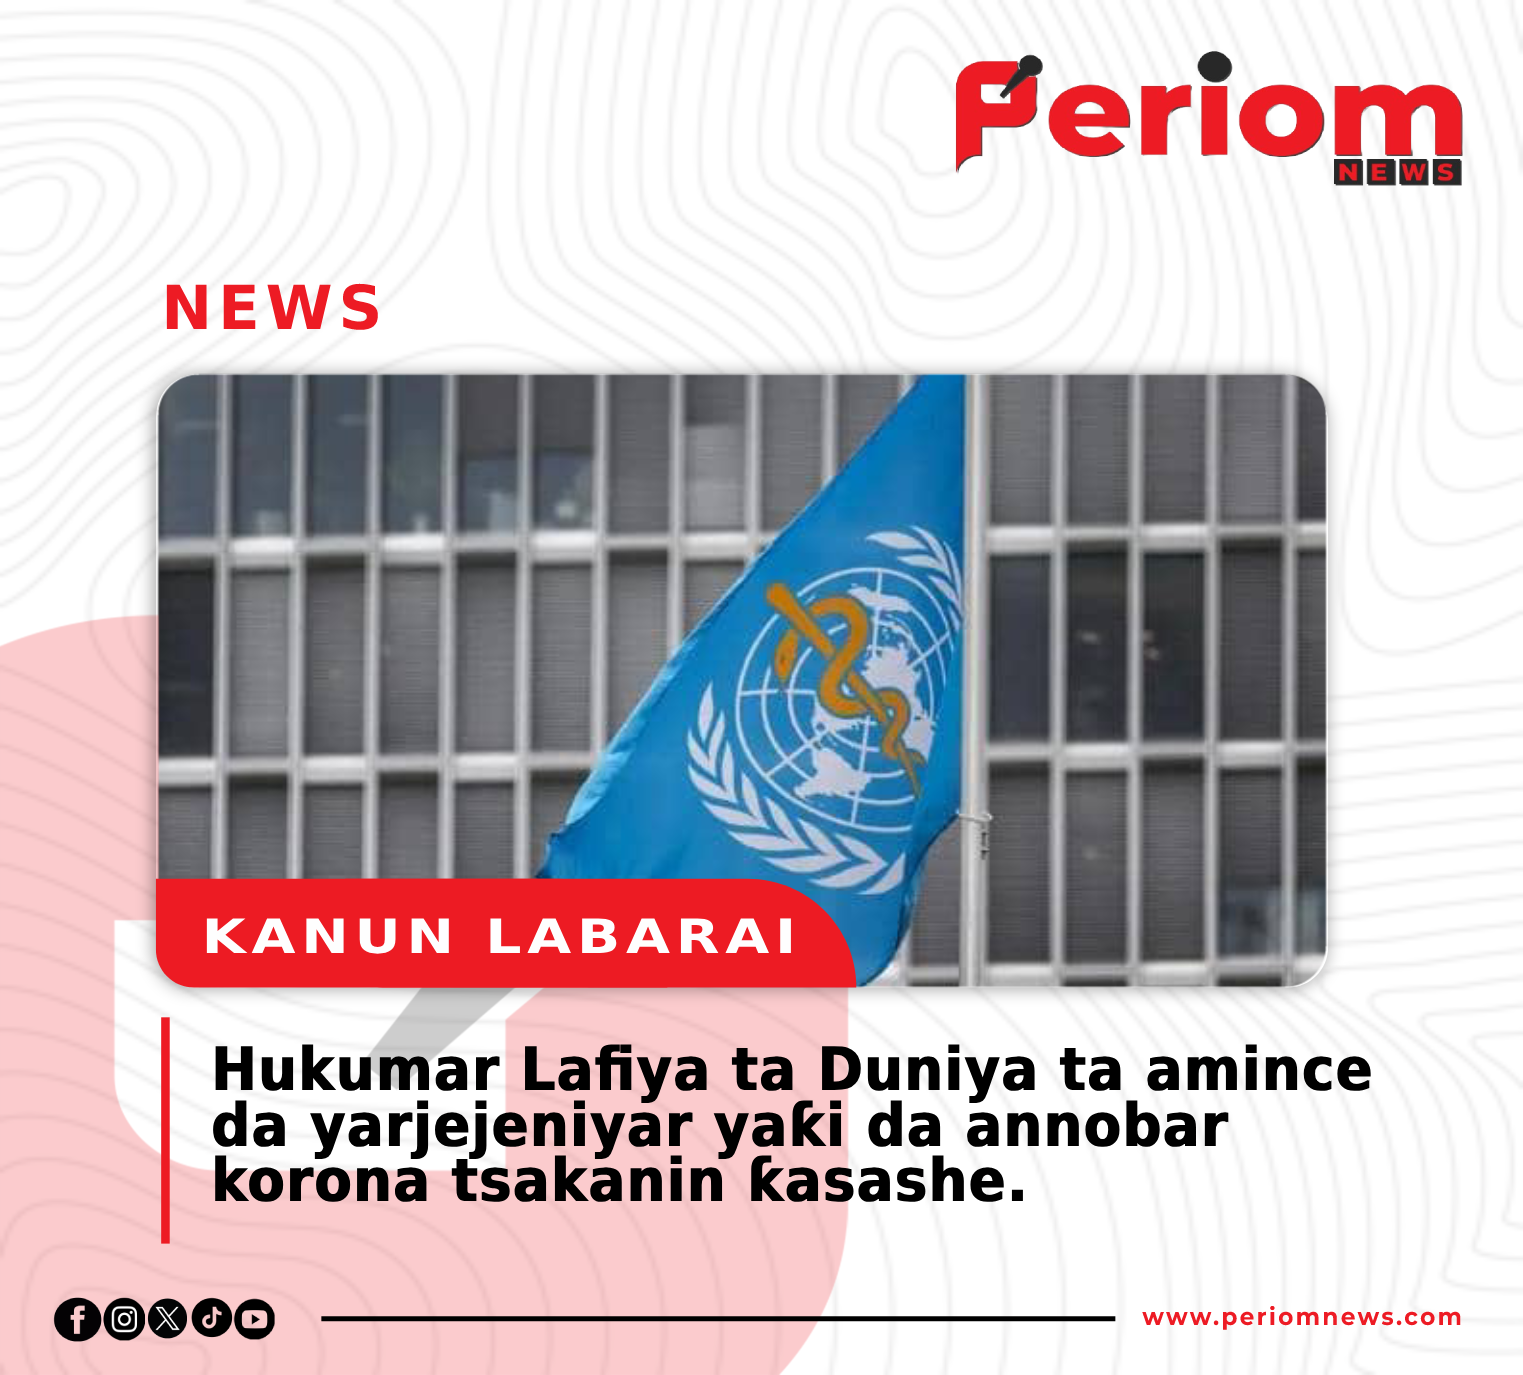 Periom
NEWS
NEWS
KANUN LABARAI
Hukumar Lafiya ta Duniya ta amince
da yarjejeniyar yaƙi da annobar
korona tsakanin ƙasashe.
www.periomnews.com